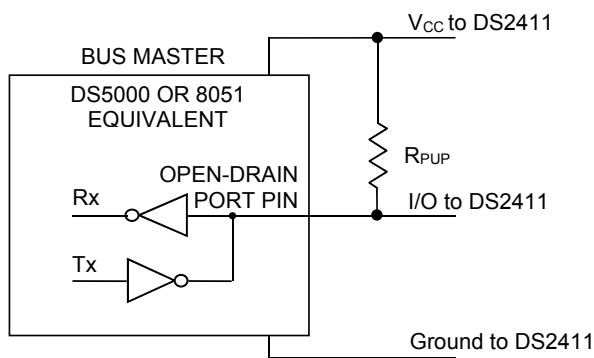 V_CC to DS2411
BUS MASTER
DS5000 OR 8051
EQUIVALENT
OPEN-DRAIN
PORT PIN
R_PUP
Rx
I/O to DS2411
Tx
Ground to DS2411